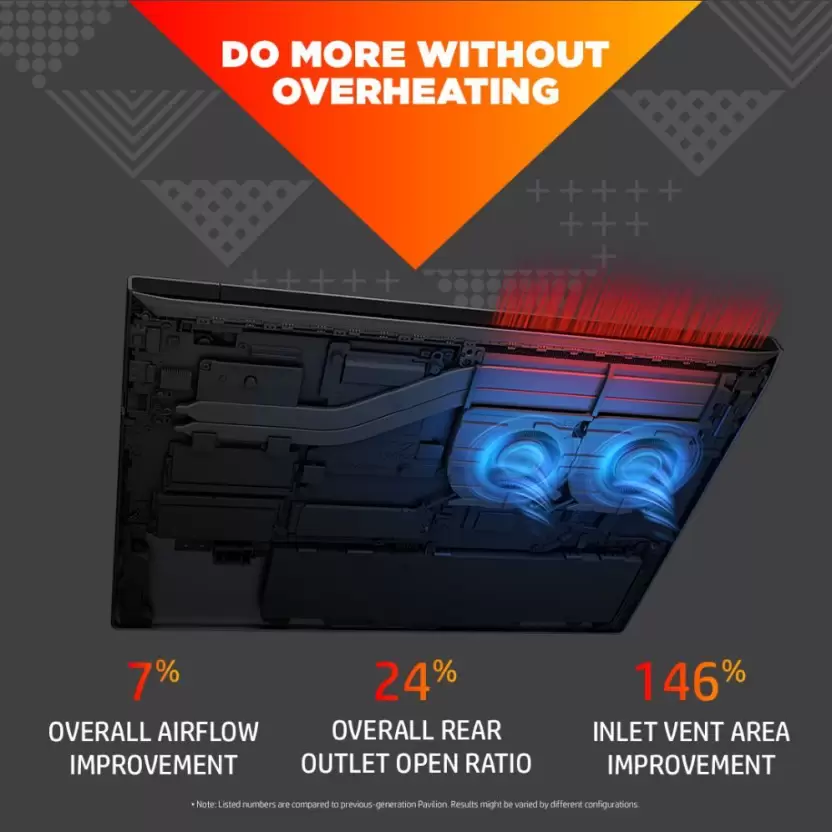 DO MORE WITHOUT
OVERHEATING
7%
OVERALL AIRFLOW
IMPROVEMENT
24%
OVERALL REAR
OUTLET OPEN RATIO
146%
INLET VENT AREA
IMPROVEMENT
• Note: Listed numbers are compared to previous-generation Pavilion. Results might be varied by different configurations.